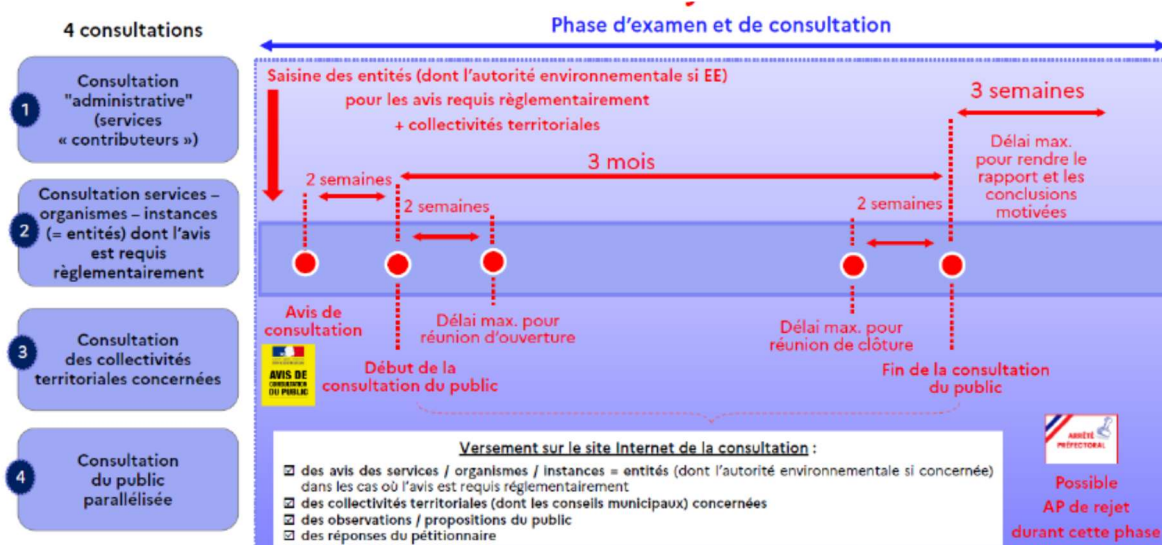 Phase d'examen et de consultation
4 consultations
1
Consultation
"administrative"
(services
« contributeurs »)
2
Consultation services –
organismes – instances
(= entités) dont l'avis
est requis
règlementairement
3
Consultation
des collectivités
territoriales concernées
4
Consultation
du public
parallélisée
Saisine des entités (dont l'autorité environnementale si EE)
pour les avis requis règlementairement
+ collectivités territoriales
3 semaines
Délai max.
pour rendre le
rapport et les
conclusions
motivées
3 mois
2 semaines
2 semaines
2 semaines
Avis de
consultation
AVIS DE
CONSULTATION
DU PUBLIC
Début de la
consultation du public
Délai max. pour
réunion d'ouverture
Délai max. pour
réunion de clôture
Fin de la consultation
du public
Versement sur le site Internet de la consultation :
☑ des avis des services / organismes / instances = entités (dont l'autorité environnementale si concernée)
dans les cas où l'avis est requis réglementairement
☑ des collectivités territoriales (dont les conseils municipaux) concernées
☑ des observations / propositions du public
☑ des réponses du pétitionnaire
ARRÊTÉ
PRÉFECTORAL
Possible
AP de rejet
durant cette phase